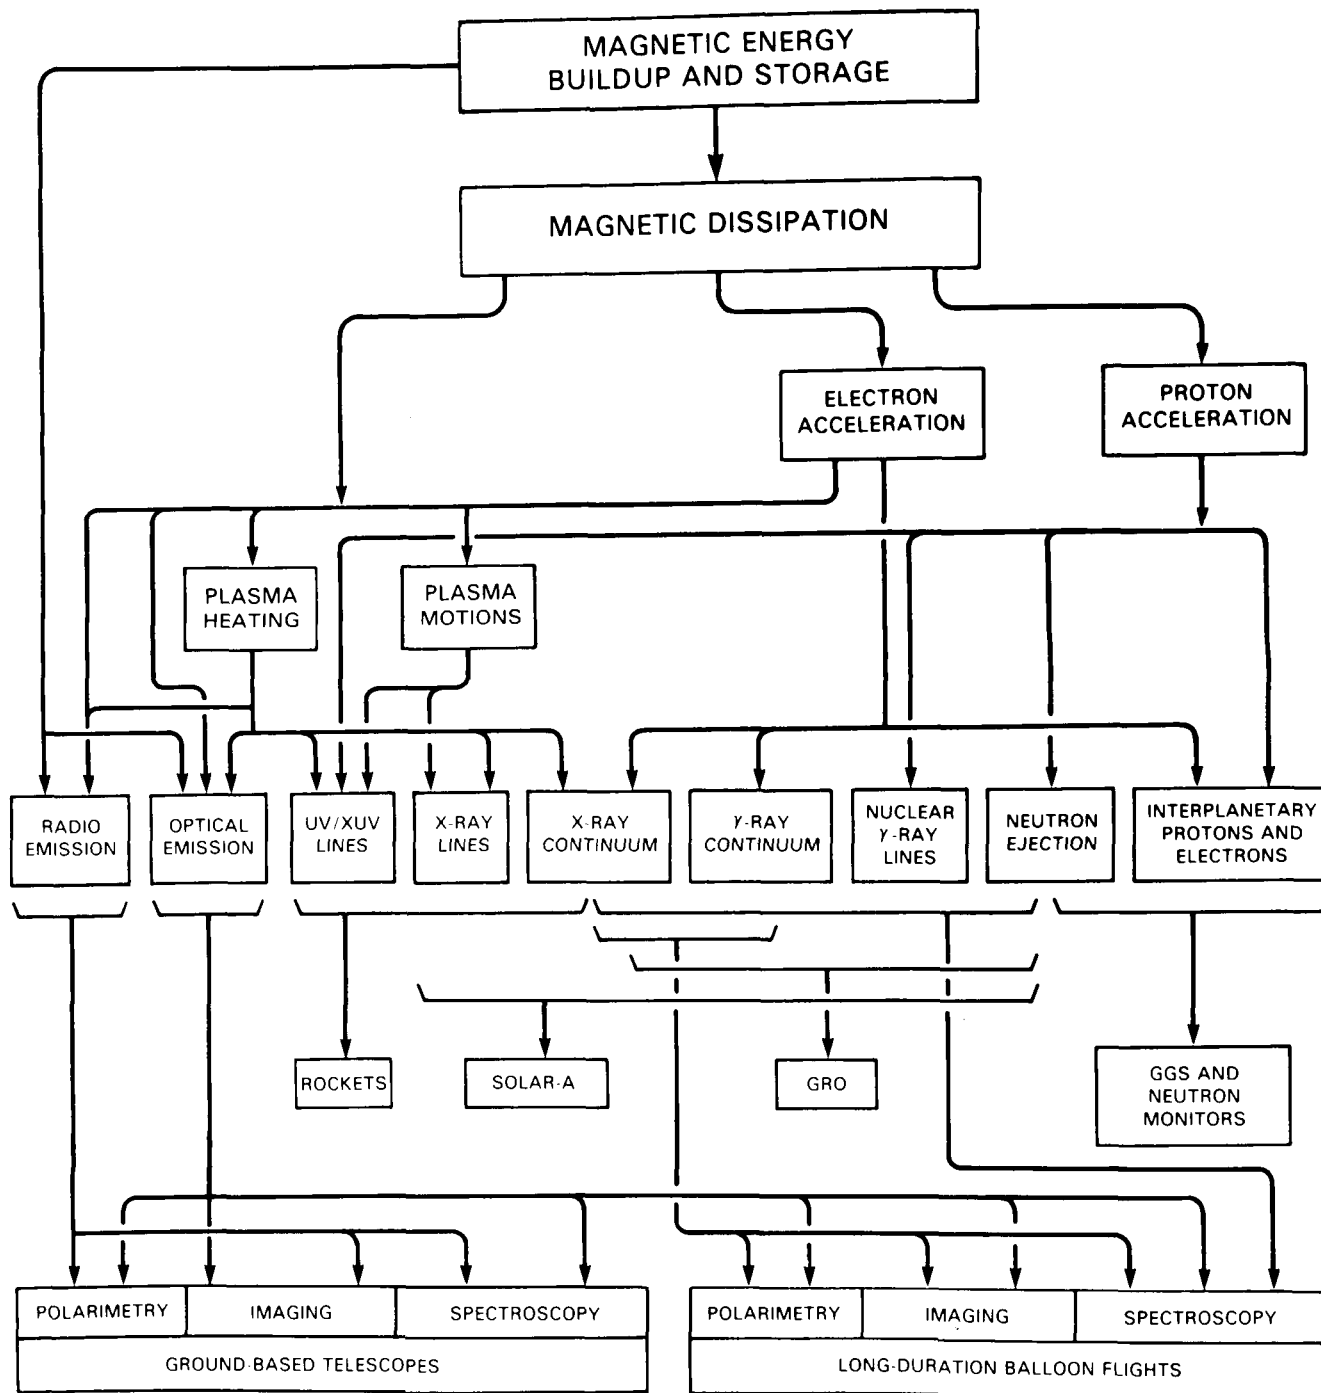 MAGNETIC ENERGY
BUILDUP AND STORAGE
MAGNETIC DISSIPATION
ELECTRON
ACCELERATION
PROTON
ACCELERATION
PLASMA
HEATING
PLASMA
MOTIONS
RADIO
EMISSION
OPTICAL
EMISSION
UV/XUV
LINES
X-RAY
LINES
X-RAY
CONTINUUM
γ-RAY
CONTINUUM
NUCLEAR
γ-RAY
LINES
NEUTRON
EJECTION
INTERPLANETARY
PROTONS AND
ELECTRONS
ROCKETS
SOLAR-A
GRO
GGS AND
NEUTRON
MONITORS
POLARIMETRY
IMAGING
SPECTROSCOPY
GROUND-BASED TELESCOPES
POLARIMETRY
IMAGING
SPECTROSCOPY
LONG-DURATION BALLOON FLIGHTS